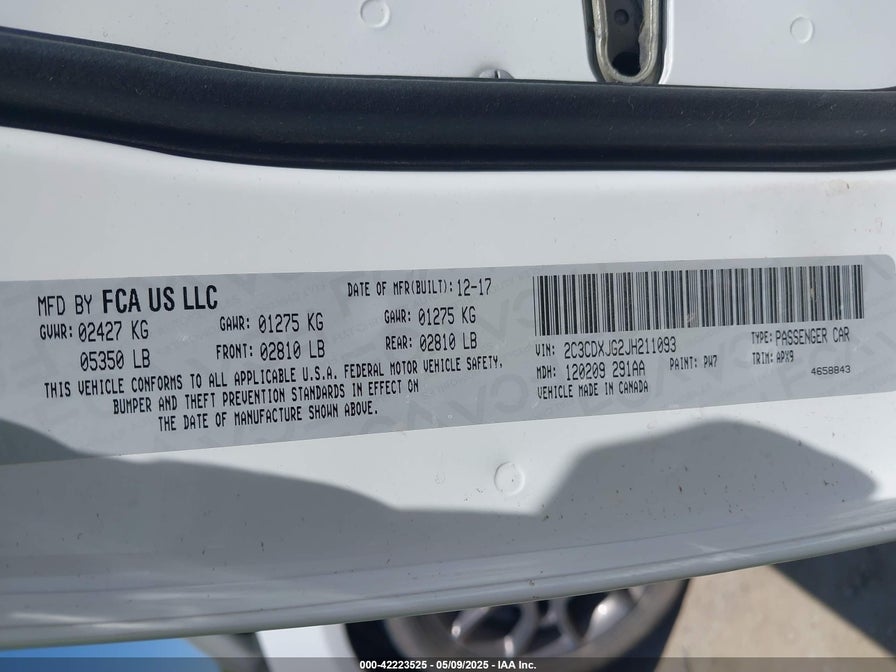 MFD BY FCA US LLC
DATE OF MFR(BUILT): 12-17
GVWR: 02427 KG
GAWR: 01275 KG
GAWR: 01275 KG
05350 LB
FRONT: 02810 LB
REAR: 02810 LB
THIS VEHICLE CONFORMS TO ALL APPLICABLE U.S.A. FEDERAL MOTOR VEHICLE SAFETY,
BUMPER AND THEFT PREVENTION STANDARDS IN EFFECT ON
THE DATE OF MANUFACTURE SHOWN ABOVE.
VIN: 2C3CDXJG2JH211093
TYPE: PASSENGER CAR
MDH: 120209 291AA
PAINT: PW7
TRIM: APX9
VEHICLE MADE IN CANADA
4658843
000-42223525 | 05/09/2025 | IAA Inc.